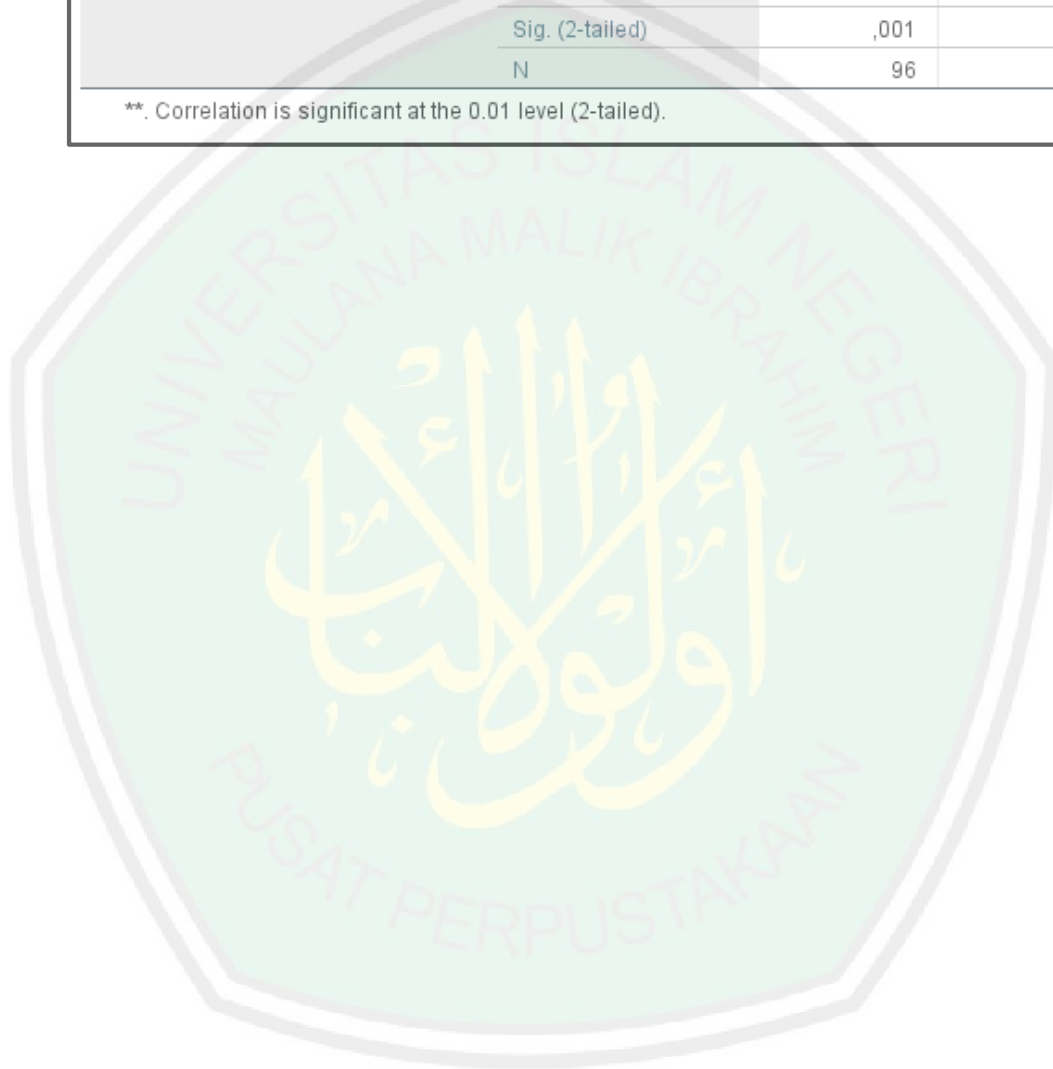 Sig. (2-tailed) ,001
N 96
**. Correlation is significant at the 0.01 level (2-tailed).
UNIVERSITAS ISLAM NEGERI
MAULANA MALIK IBRAHIM
أولوا الألباب
PUSAT PERPUSTAKAAN